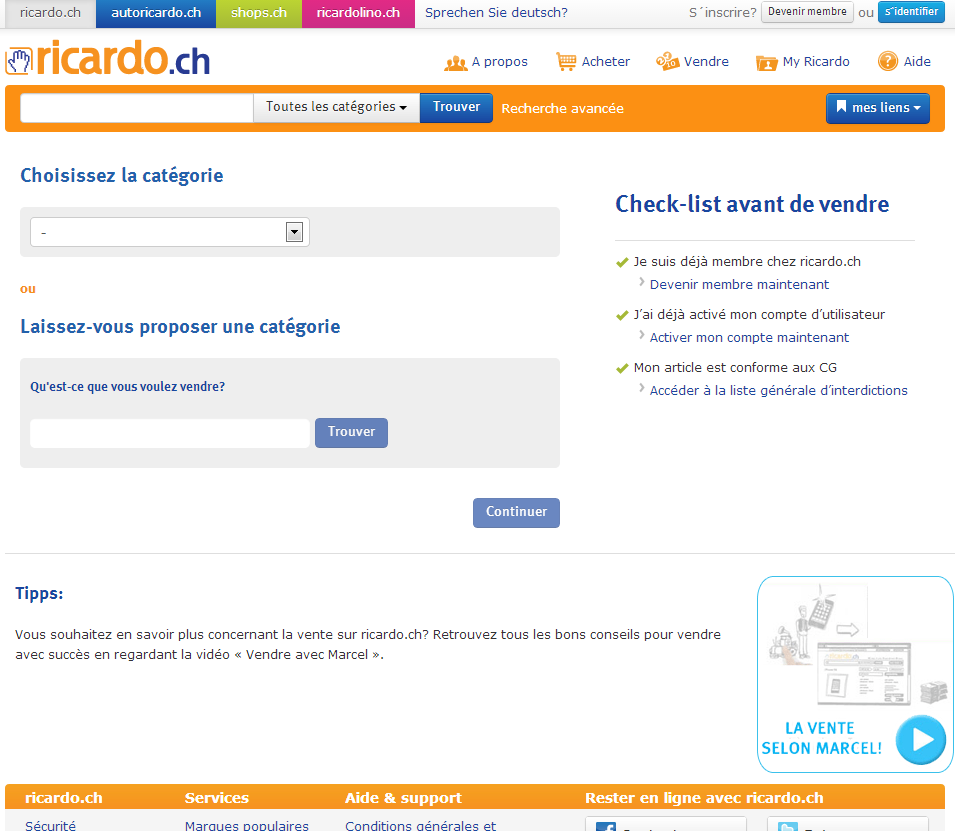 ricardo.ch autoricardo.ch shops.ch ricardolino.ch Sprechen Sie deutsch? S´inscrire? Devenir membre ou s'identifier
ricardo.ch A propos Acheter Vendre My Ricardo Aide
Toutes les catégories Trouver Recherche avancée mes liens
Choisissez la catégorie
-
ou
Laissez-vous proposer une catégorie
Qu'est-ce que vous voulez vendre?
Trouver
Continuer
Check-list avant de vendre
Je suis déjà membre chez ricardo.ch
Devenir membre maintenant
J’ai déjà activé mon compte d’utilisateur
Activer mon compte maintenant
Mon article est conforme aux CG
Accéder à la liste générale d’interdictions
Tipps:
Vous souhaitez en savoir plus concernant la vente sur ricardo.ch? Retrouvez tous les bons conseils pour vendre
avec succès en regardant la vidéo « Vendre avec Marcel ».
ricardo.ch
LA VENTE
SELON MARCEL!
ricardo.ch Services Aide & support Rester en ligne avec ricardo.ch
Sécurité Marques populaires Conditions générales et